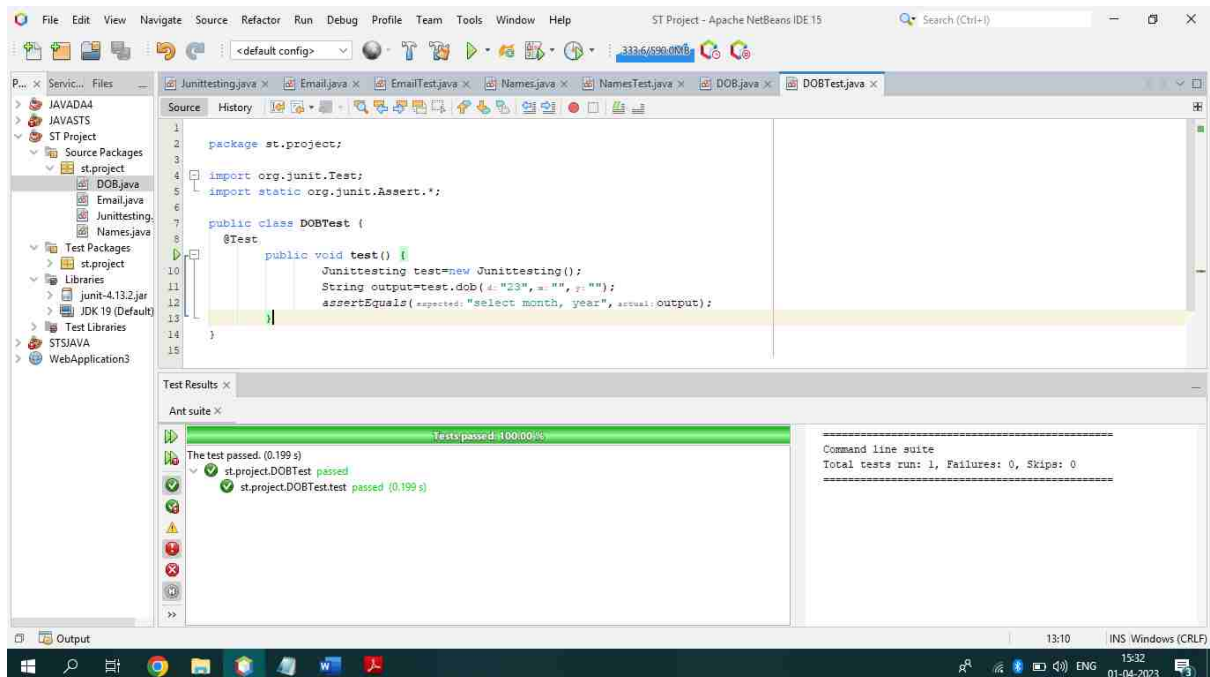 File Edit View Navigate Source Refactor Run Debug Profile Team Tools Window Help ST Project - Apache NetBeans IDE 15 Search (Ctrl+I)
<default config> 333.6/590.0MB
P... Servic... Files
Junittesting.java Email.java EmailTest.java Names.java NamesTest.java DOB.java DOBTest.java
Source History
JAVADA4
JAVASTS
ST Project
Source Packages
st.project
DOB.java
Email.java
Junittesting.
Names.java
Test Packages
st.project
Libraries
junit-4.13.2.jar
JDK 19 (Default)
Test Libraries
STSJAVA
WebApplication3
1
2 package st.project;
3
4 import org.junit.Test;
5 import static org.junit.Assert.*;
6
7 public class DOBTest {
8 @Test
public void test() {
10 Junittesting test=new Junittesting();
11 String output=test.dob( d: "23", m: "", y: "");
12 assertEquals( expected: "select month, year", actual: output);
13 }
14 }
15
Test Results
Ant suite
Tests passed: 100.00 %
The test passed. (0.199 s)
st.project.DOBTest passed
st.project.DOBTest.test passed (0.199 s)
===============================================
Command line suite
Total tests run: 1, Failures: 0, Skips: 0
===============================================
Output 13:10 INS Windows (CRLF)
ENG 15:32
01-04-2023